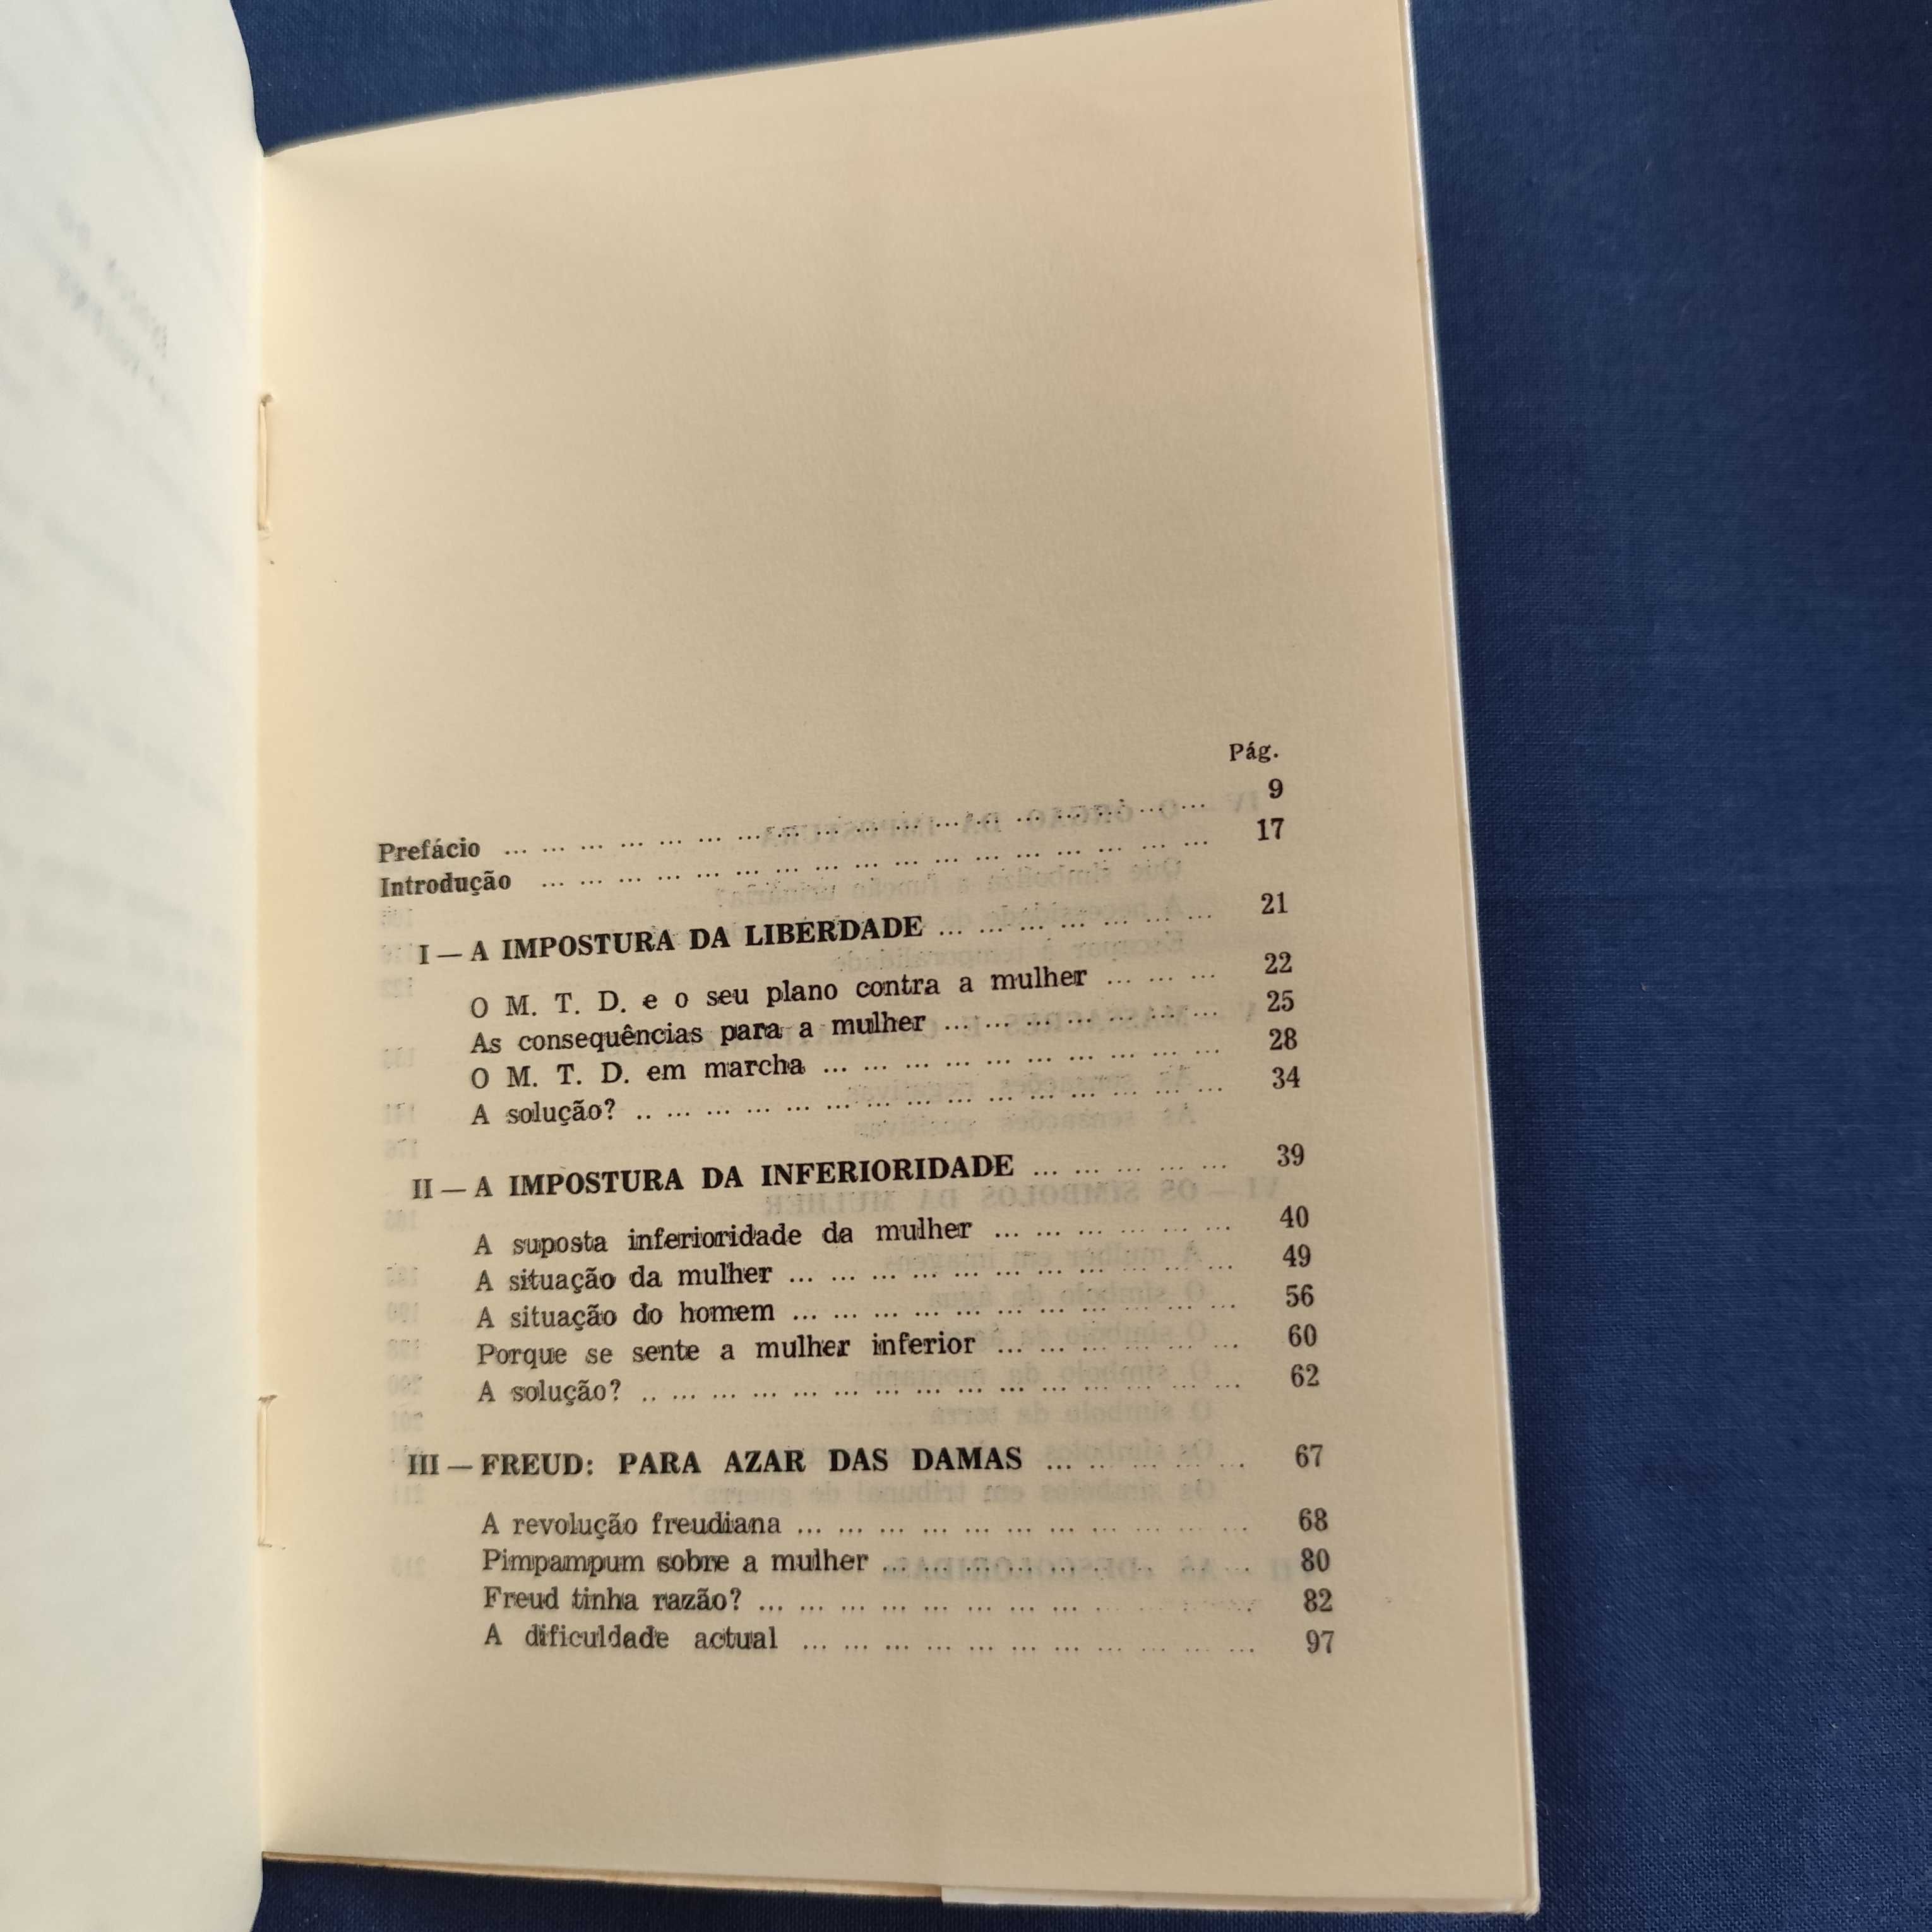 Pág.
Prefácio ... ... ... ... ... ... ... ... ... ... ... ... ... ... ... ... ... ... 9
Introdução ... ... ... ... ... ... ... ... ... ... ... ... ... ... ... ... ... 17
I — A IMPOSTURA DA LIBERDADE ... ... ... ... ... ... ... 21
O M. T. D. e o seu plano contra a mulher ... ... ... 22
As consequências para a mulher ... ... ... ... ... ... ... 25
O M. T. D. em marcha ... ... ... ... ... ... ... ... ... ... 28
A solução? .. ... ... ... ... ... ... ... ... ... ... ... ... ... ... 34
II — A IMPOSTURA DA INFERIORIDADE ... ... ... ... ... 39
A suposta inferioridade da mulher ... ... ... ... ... ... 40
A situação da mulher ... ... ... ... ... ... ... ... ... ... ... 49
A situação do homem ... ... ... ... ... ... ... ... ... ... ... 56
Porque se sente a mulher inferior ... ... ... ... ... ... 60
A solução? .. ... ... ... ... ... ... ... ... ... ... ... ... ... ... 62
III — FREUD: PARA AZAR DAS DAMAS ... ... ... ... ... 67
A revolução freudiana ... ... ... ... ... ... ... ... ... ... ... 68
Pimpampum sobre a mulher ... ... ... ... ... ... ... ... ... 80
Freud tinha razão? ... ... ... ... ... ... ... ... ... ... ... ... 82
A dificuldade actual ... ... ... ... ... ... ... ... ... ... ... 97